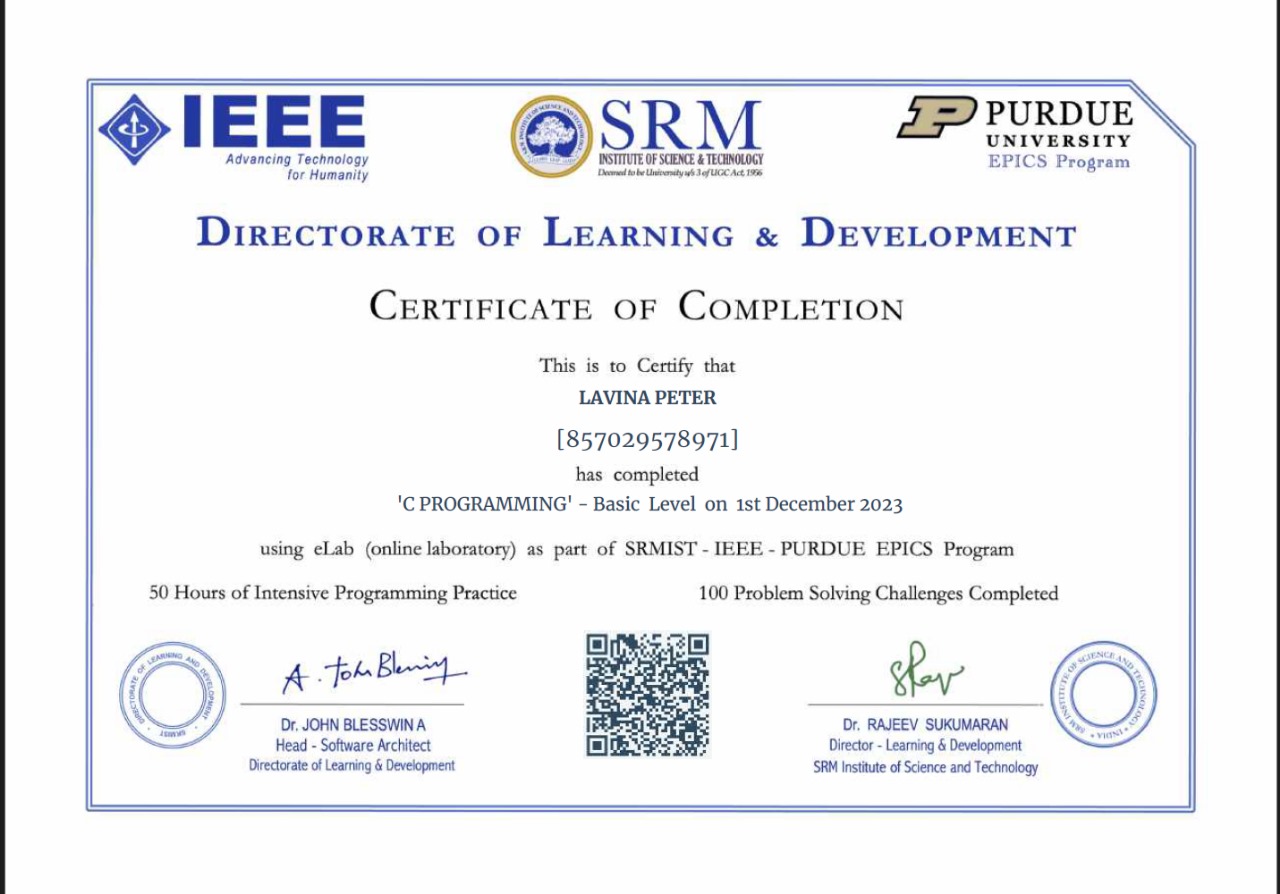 IEEE
Advancing Technology
for Humanity
SRM
INSTITUTE OF SCIENCE & TECHNOLOGY
Deemed to be University u/s 3 of UGC Act, 1956
PURDUE
UNIVERSITY
EPICS Program
DIRECTORATE OF LEARNING & DEVELOPMENT
CERTIFICATE OF COMPLETION
This is to Certify that
LAVINA PETER
[857029578971]
has completed
'C PROGRAMMING' - Basic Level on 1st December 2023
using eLab (online laboratory) as part of SRMIST - IEEE - PURDUE EPICS Program
50 Hours of Intensive Programming Practice
100 Problem Solving Challenges Completed
DIRECTORATE OF LEARNING AND DEVELOPMENT
SRMIST
A. John Blessing
Dr. JOHN BLESSWIN A
Head - Software Architect
Directorate of Learning & Development
Dr. RAJEEV SUKUMARAN
Director - Learning & Development
SRM Institute of Science and Technology
SRM INSTITUTE OF SCIENCE AND TECHNOLOGY
INDIA